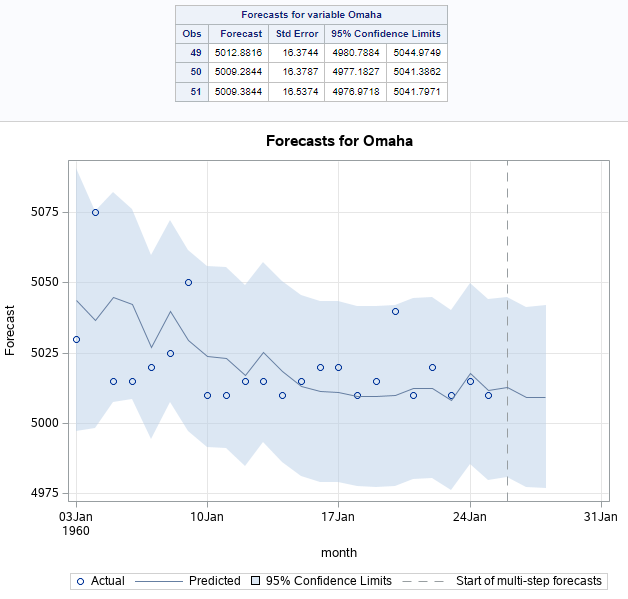 Forecasts for variable Omaha
Obs Forecast Std Error 95% Confidence Limits
49 5012.8816 16.3744 4980.7884 5044.9749
50 5009.2844 16.3787 4977.1827 5041.3862
51 5009.3844 16.5374 4976.9718 5041.7971
Forecasts for Omaha
Forecast
5075
5050
5025
5000
4975
03Jan 10Jan 17Jan 24Jan 31Jan
1960
month
Actual Predicted 95% Confidence Limits Start of multi-step forecasts